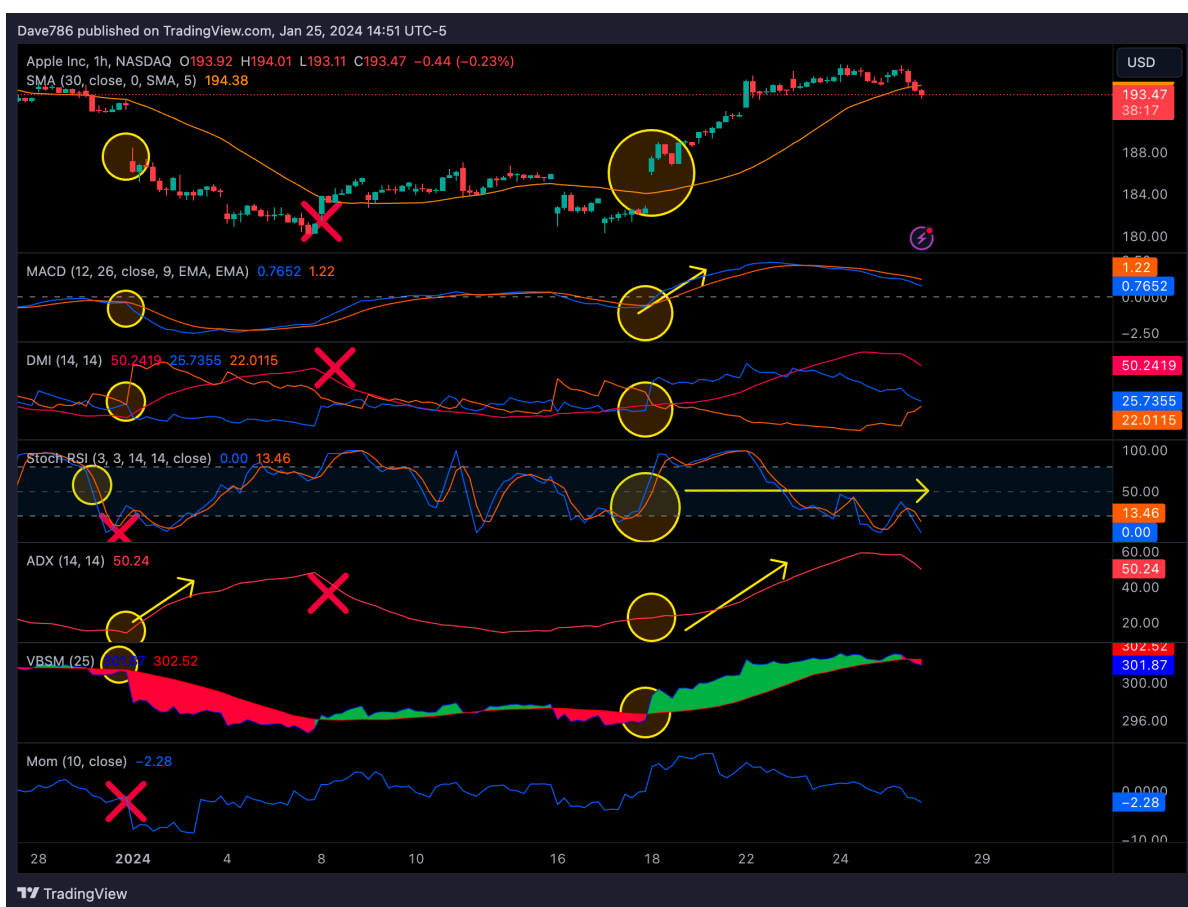 Dave786 published on TradingView.com, Jan 25, 2024 14:51 UTC-5
Apple Inc, 1h, NASDAQ O193.92 H194.01 L193.11 C193.47 −0.44 (−0.23%)
USD
SMA (30, close, 0, SMA, 5) 194.38
193.47
38:17
188.00
184.00
180.00
MACD (12, 26, close, 9, EMA, EMA) 0.7652 1.22
1.22
0.7652
0.0000
−2.50
DMI (14, 14) 50.2419 25.7355 22.0115
50.2419
25.7355
22.0115
Stoch RSI (3, 3, 14, 14, close) 0.00 13.46
100.00
50.00
13.46
0.00
ADX (14, 14) 50.24
60.00
50.24
40.00
20.00
VBSM (25) 301.87 302.52
302.52
301.87
300.00
296.00
Mom (10, close) −2.28
0.0000
−2.28
−10.00
28 2024 4 8 10 16 18 22 24 29
TradingView